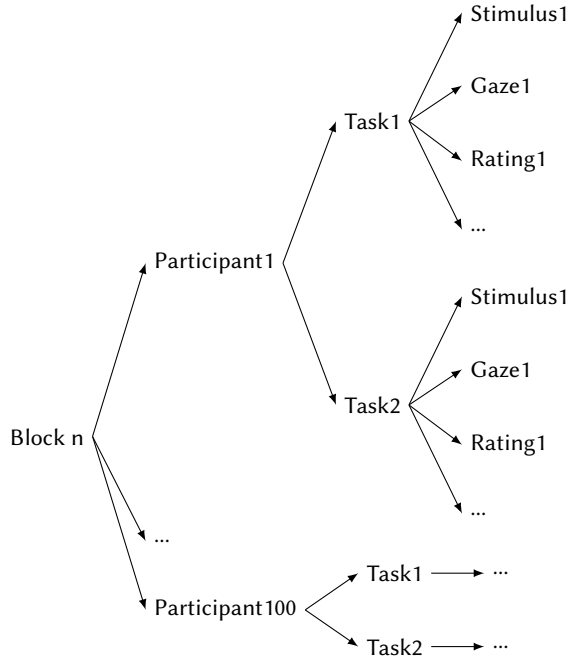 Stimulus1
Gaze1
Task1
Rating1
...
Participant1
Stimulus1
Gaze1
Task2
Rating1
Block n
...
...
Task1
...
Participant100
Task2
...